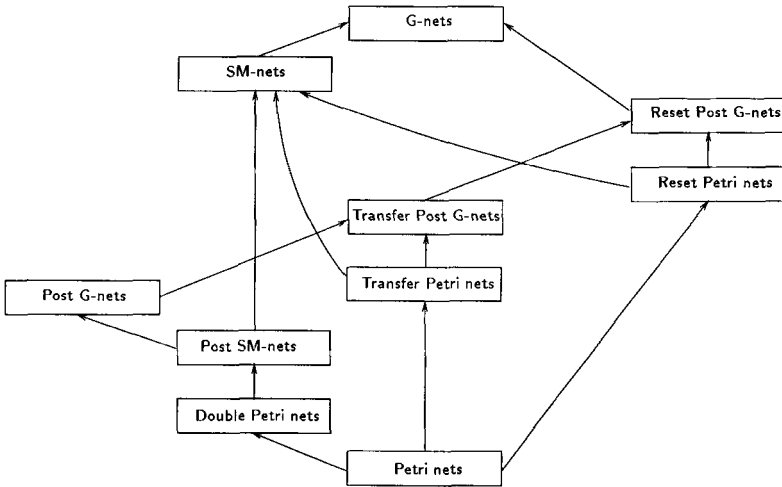 G-nets
SM-nets
Reset Post G-nets
Reset Petri nets
Transfer Post G-nets
Transfer Petri nets
Post G-nets
Post SM-nets
Double Petri nets
Petri nets